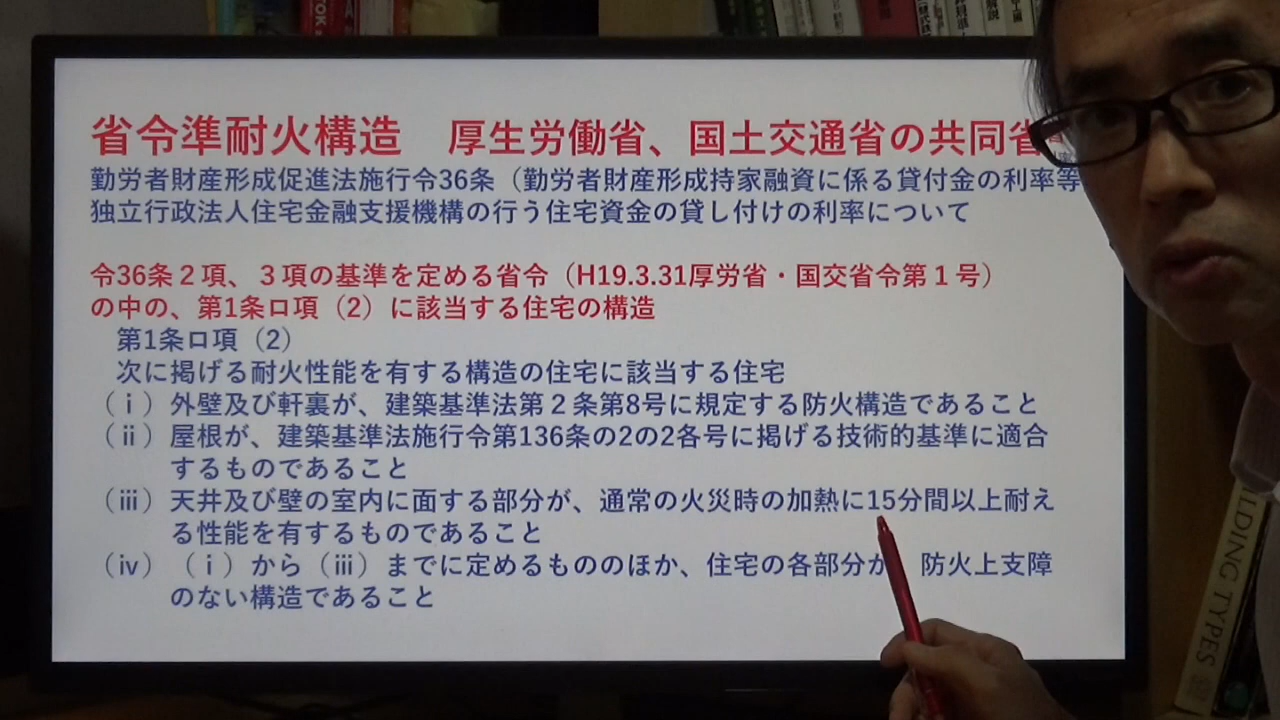 省令準耐火構造　厚生労働省、国土交通省の共同省
勤労者財産形成促進法施行令36条（勤労者財産形成持家融資に係る貸付金の利率等
独立行政法人住宅金融支援機構の行う住宅資金の貸し付けの利率について
令36条２項、３項の基準を定める省令（H19.3.31厚労省・国交省令第１号）
の中の、第1条ロ項（2）に該当する住宅の構造
第1条ロ項（2）
次に掲げる耐火性能を有する構造の住宅に該当する住宅
（ⅰ）外壁及び軒裏が、建築基準法第２条第8号に規定する防火構造であること
（ⅱ）屋根が、建築基準法施行令第136条の2の2各号に掲げる技術的基準に適合
するものであること
（ⅲ）天井及び壁の室内に面する部分が、通常の火災時の加熱に15分間以上耐え
る性能を有するものであること
（ⅳ）（ⅰ）から（ⅲ）までに定めるもののほか、住宅の各部分が、防火上支障
のない構造であること
LDING TYPES